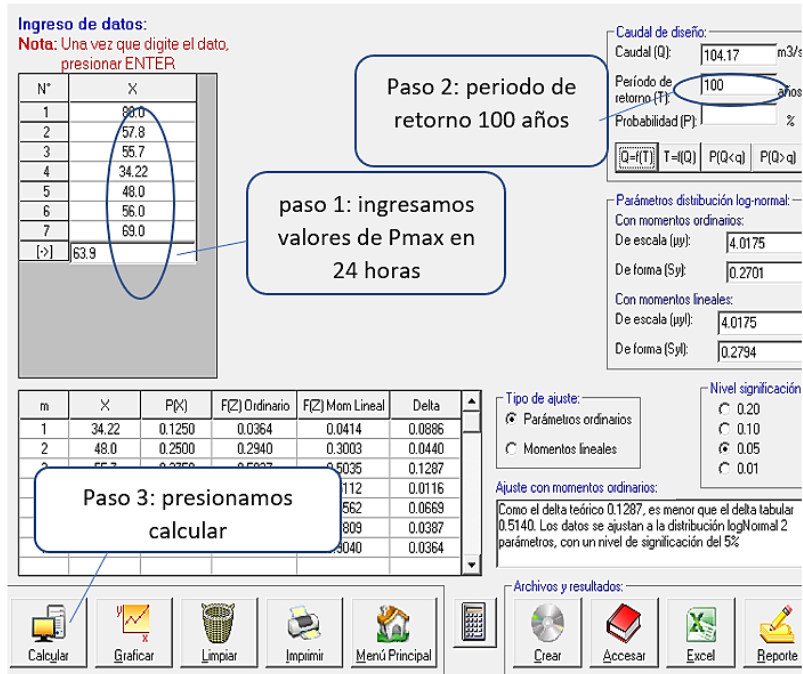 Ingreso de datos:
Nota: Una vez que digite el dato,
presionar ENTER
N° X
1 80.0
2 57.8
3 55.7
4 34.22
5 48.0
6 56.0
7 69.0
[->] 63.9
paso 1: ingresamos
valores de Pmax en
24 horas
Paso 2: periodo de
retorno 100 años
Caudal de diseño:
Caudal (Q): 104.17 m3/s
Período de
retorno (T): 100 años
Probabilidad (P): %
Q=f(T) T=f(Q) P(Q<q) P(Q>q)
Parámetros distribución log-normal:
Con momentos ordinarios:
De escala (µy): 4.0175
De forma (Sy): 0.2701
Con momentos lineales:
De escala (µyl): 4.0175
De forma (Syl): 0.2794
m X P(X) F(Z) Ordinario F(Z) Mom Lineal Delta
1 34.22 0.1250 0.0364 0.0414 0.0886
2 48.0 0.2500 0.2940 0.3003 0.0440
0.1287
0.0116
0.0669
0.0387
0.0364
Paso 3: presionamos
calcular
Tipo de ajuste:
Parámetros ordinarios
Momentos lineales
Nivel significación
0.20
0.10
0.05
0.01
Ajuste con momentos ordinarios:
Como el delta teórico 0.1287, es menor que el delta tabular
0.5140. Los datos se ajustan a la distribución logNormal 2
parámetros, con un nivel de significación del 5%
Calcular Graficar Limpiar Imprimir Menú Principal
Archivos y resultados:
Crear Accesar Excel Reporte